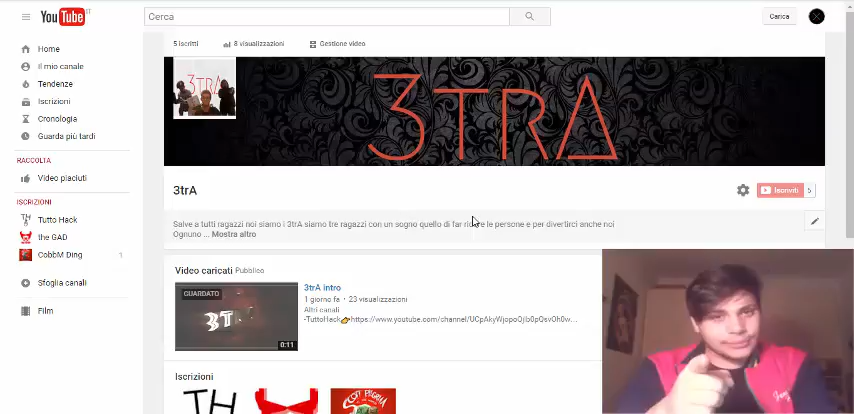 YouTube IT
Cerca
Carica
Home
Il mio canale
Tendenze
Iscrizioni
Cronologia
Guarda più tardi
RACCOLTA
Video piaciuti
ISCRIZIONI
Tutto Hack
the GAD
CobbM Ding 1
Sfoglia canali
Film
5 iscritti 8 visualizzazioni Gestione video
3TRA
3TRA
3trA
Iscriviti 5
Salve a tutti ragazzi noi siamo i 3trA siamo tre ragazzi con un sogno quello di far ridere le persone e per divertirci anche noi
Ognuno ... Mostra altro
Video caricati Pubblico
GUARDATO
3T
0:11
3trA intro
1 giorno fa • 23 visualizzazioni
Altri canali
-TuttoHack👉https://www.youtube.com/channel/
Iscrizioni
TH